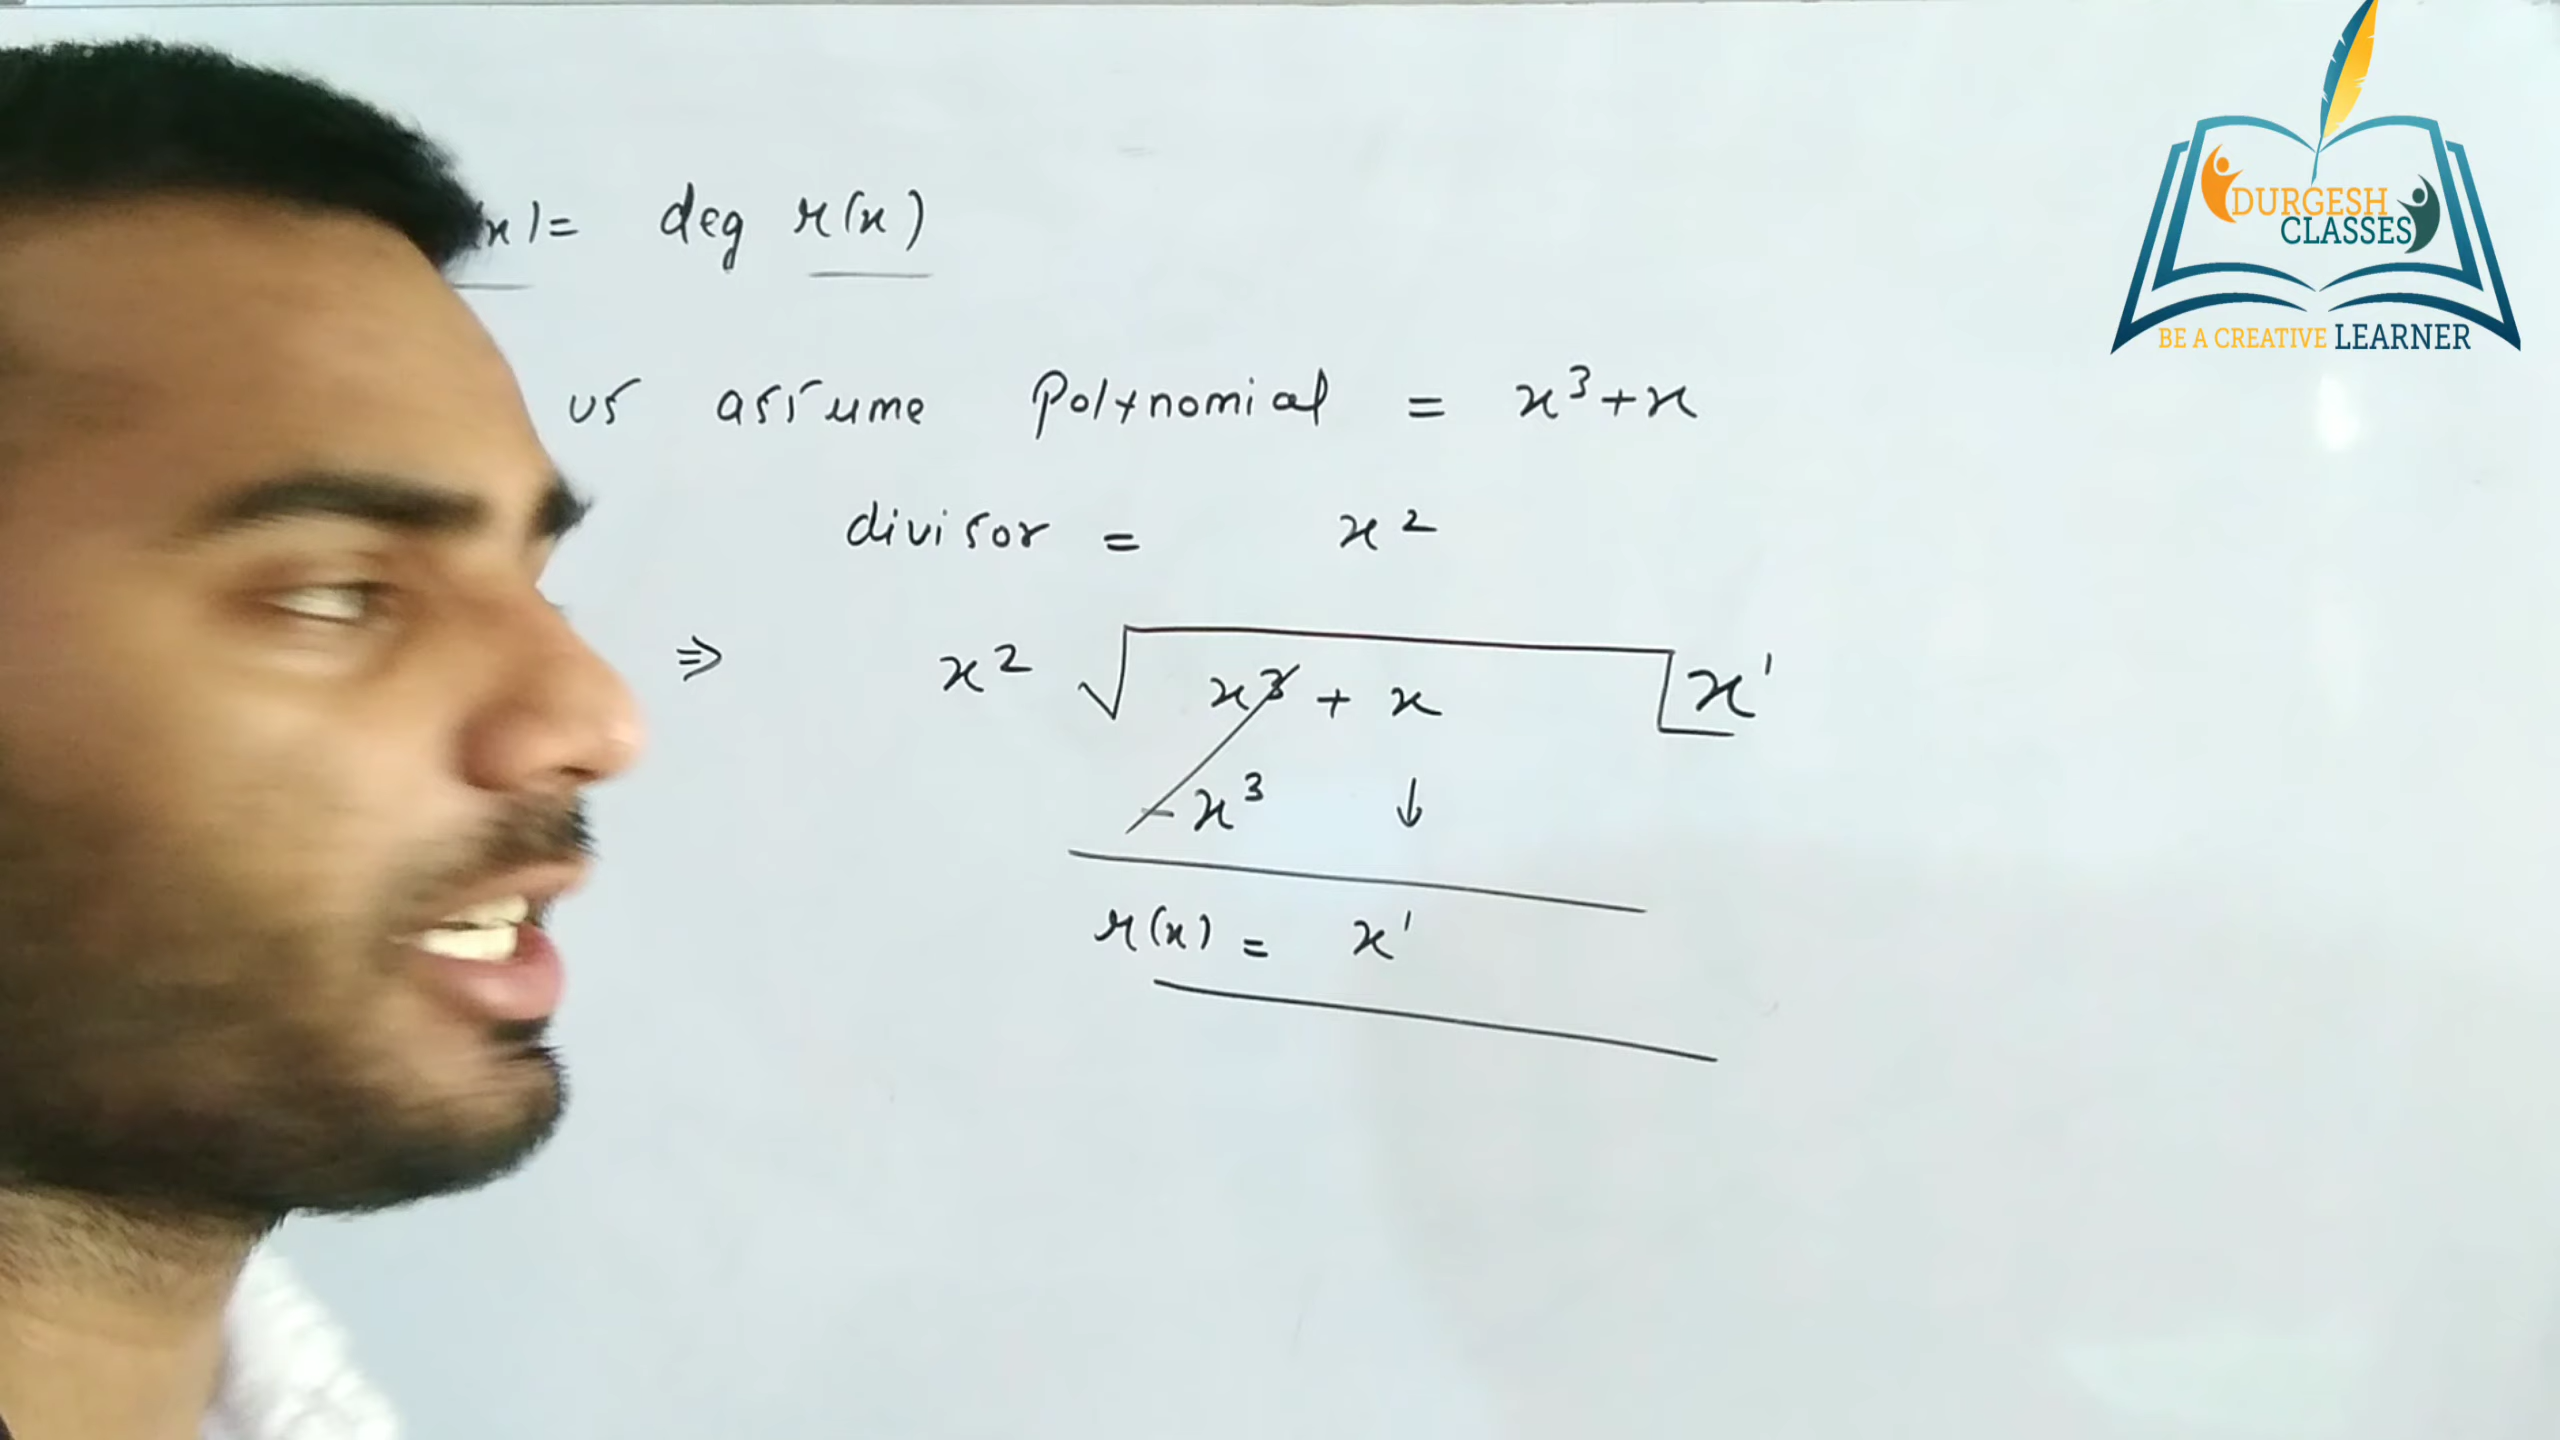 (x) = deg r(x)
us assume Polynomial = x³+x
divisor = x²
⇒ x² √ x³ + x x¹
-x³ ↓
r(x) = x¹
DURGESH
CLASSES
BE A CREATIVE LEARNER